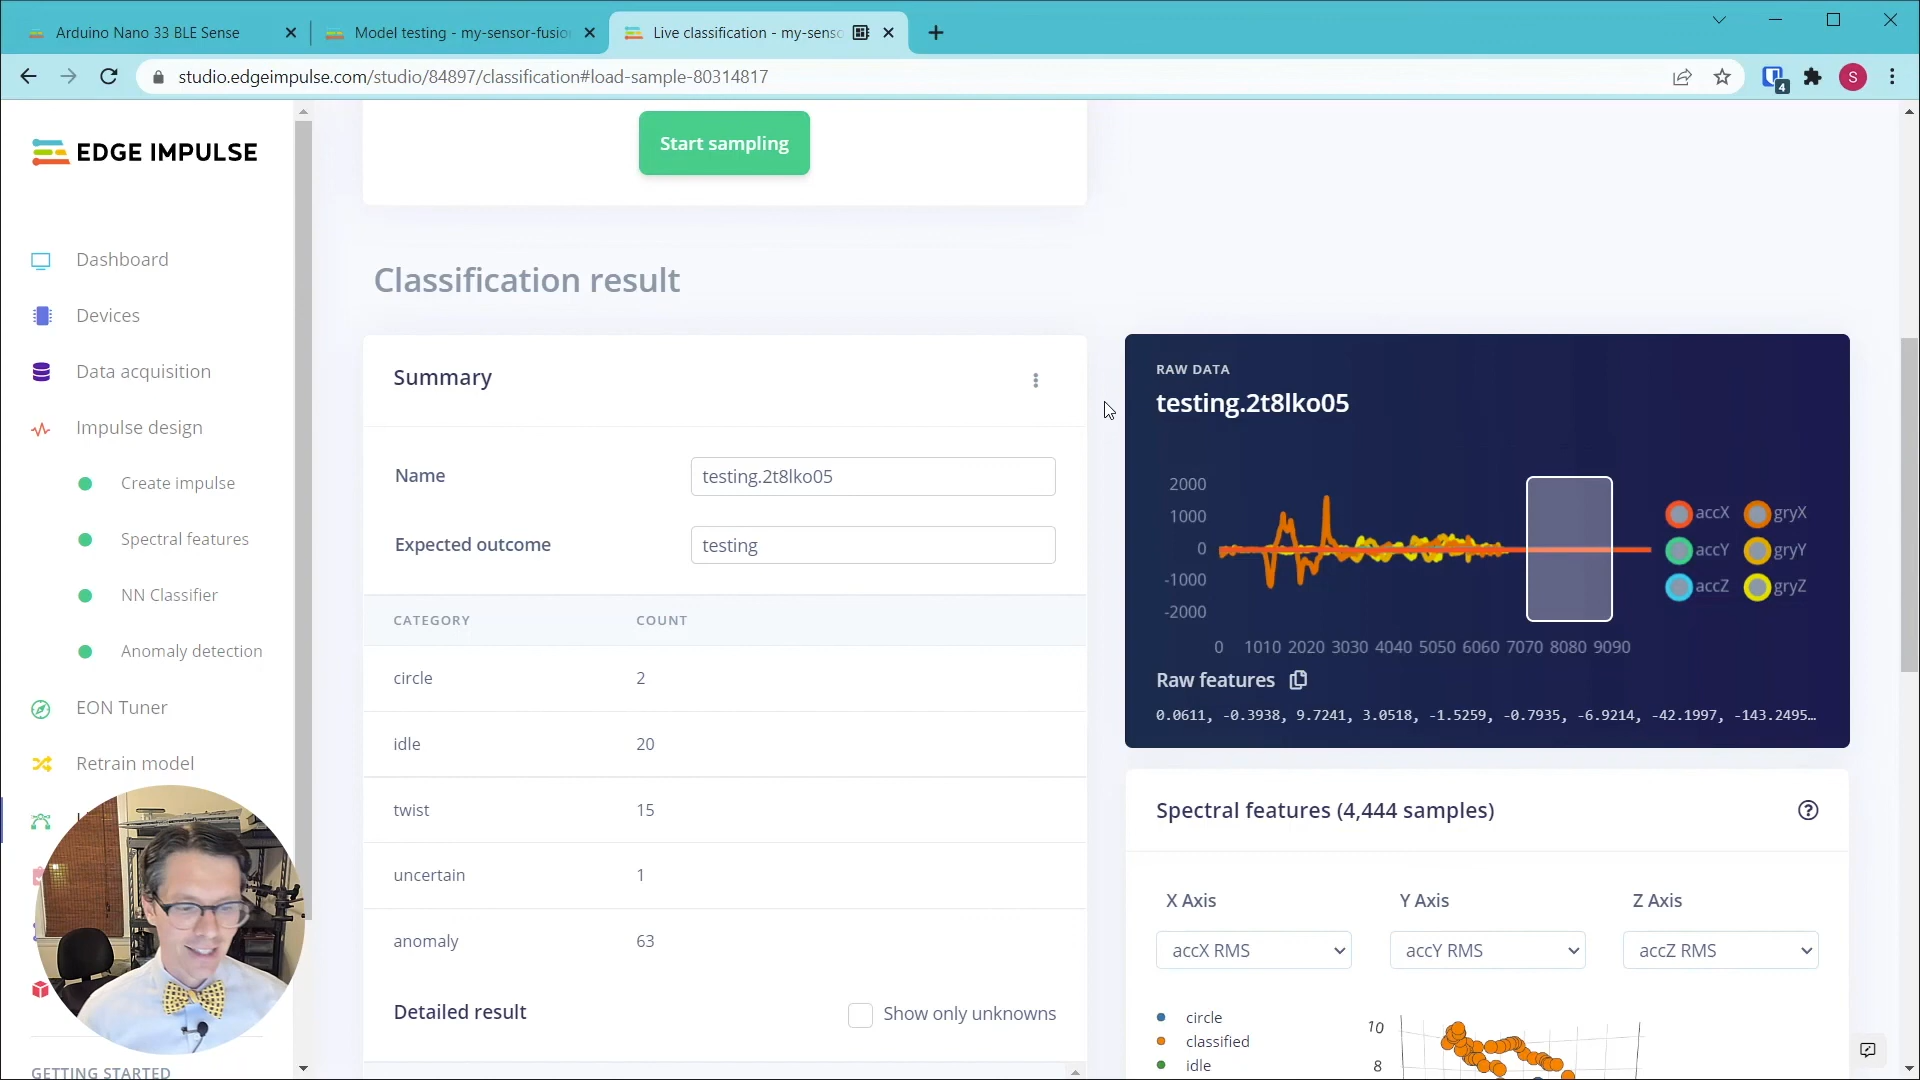 Arduino Nano 33 BLE Sense
Model testing - my-sensor-fusio
Live classification - my-senso
studio.edgeimpulse.com/studio/84897/classification#load-sample-80314817
4
S
EDGE IMPULSE
Dashboard
Devices
Data acquisition
Impulse design
Create impulse
Spectral features
NN Classifier
Anomaly detection
EON Tuner
Retrain model
GETTING STARTED
Start sampling
Classification result
Summary
Name
testing.2t8lko05
Expected outcome
testing
CATEGORY COUNT
circle 2
idle 20
twist 15
uncertain 1
anomaly 63
Detailed result
Show only unknowns
RAW DATA
testing.2t8lko05
2000
1000
0
-1000
-2000
0 1010 2020 3030 4040 5050 6060 7070 8080 9090
accX gryX
accY gryY
accZ gryZ
Raw features
0.0611, -0.3938, 9.7241, 3.0518, -1.5259, -0.7935, -6.9214, -42.1997, -143.2495…
Spectral features (4,444 samples)
X Axis Y Axis Z Axis
accX RMS accY RMS accZ RMS
circle
classified
idle
10
8